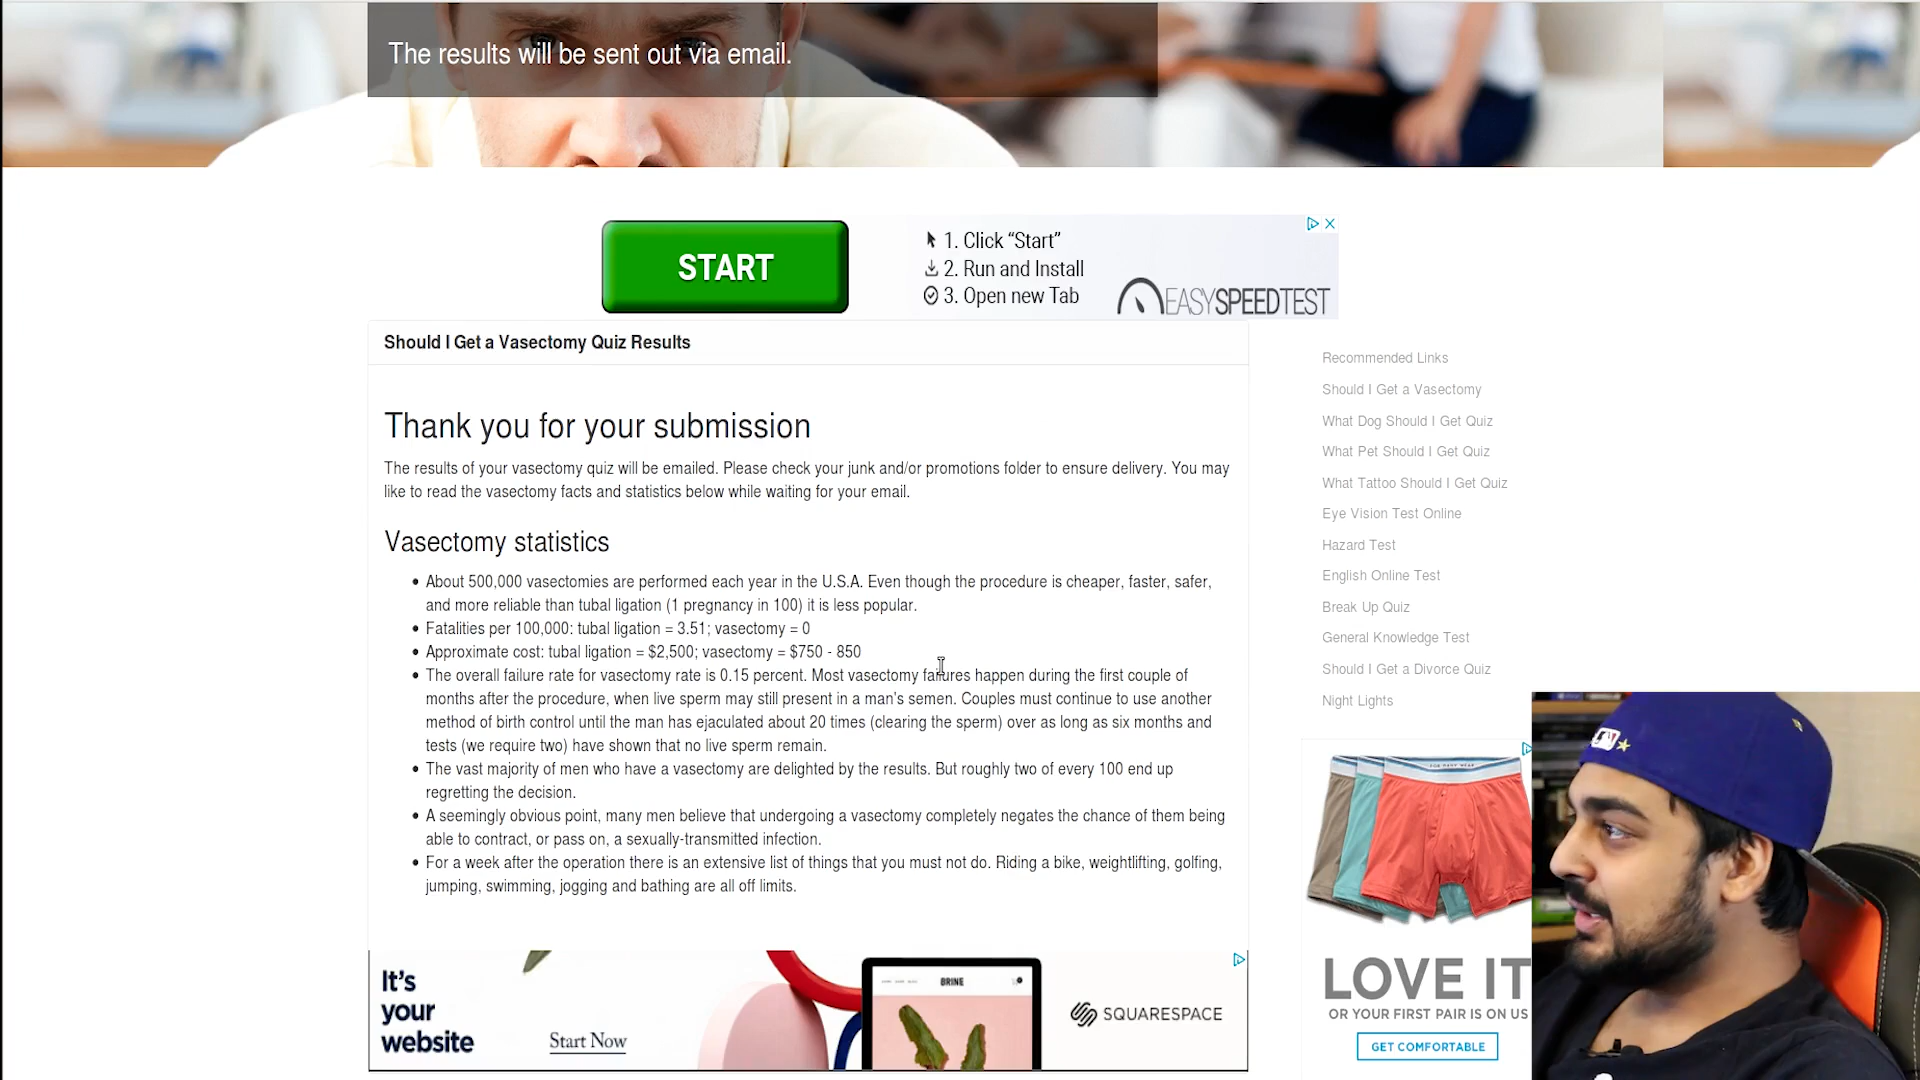 The results will be sent out via email.
START
1. Click “Start”
2. Run and Install
3. Open new Tab
EASYSPEEDTEST
Should I Get a Vasectomy Quiz Results
Thank you for your submission
The results of your vasectomy quiz will be emailed. Please check your junk and/or promotions folder to ensure delivery. You may
like to read the vasectomy facts and statistics below while waiting for your email.
Vasectomy statistics
About 500,000 vasectomies are performed each year in the U.S.A. Even though the procedure is cheaper, faster, safer,
and more reliable than tubal ligation (1 pregnancy in 100) it is less popular.
Fatalities per 100,000: tubal ligation = 3.51; vasectomy = 0
Approximate cost: tubal ligation = $2,500; vasectomy = $750 - 850
The overall failure rate for vasectomy rate is 0.15 percent. Most vasectomy failures happen during the first couple of
months after the procedure, when live sperm may still present in a man's semen. Couples must continue to use another
method of birth control until the man has ejaculated about 20 times (clearing the sperm) over as long as six months and
tests (we require two) have shown that no live sperm remain.
The vast majority of men who have a vasectomy are delighted by the results. But roughly two of every 100 end up
regretting the decision.
A seemingly obvious point, many men believe that undergoing a vasectomy completely negates the chance of them being
able to contract, or pass on, a sexually-transmitted infection.
For a week after the operation there is an extensive list of things that you must not do. Riding a bike, weightlifting, golfing,
jumping, swimming, jogging and bathing are all off limits.
Recommended Links
Should I Get a Vasectomy
What Dog Should I Get Quiz
What Pet Should I Get Quiz
What Tattoo Should I Get Quiz
Eye Vision Test Online
Hazard Test
English Online Test
Break Up Quiz
General Knowledge Test
Should I Get a Divorce Quiz
Night Lights
LOVE IT
OR YOUR FIRST PAIR IS ON US
GET COMFORTABLE
It's
your
website
Start Now
BRINE
SQUARESPACE